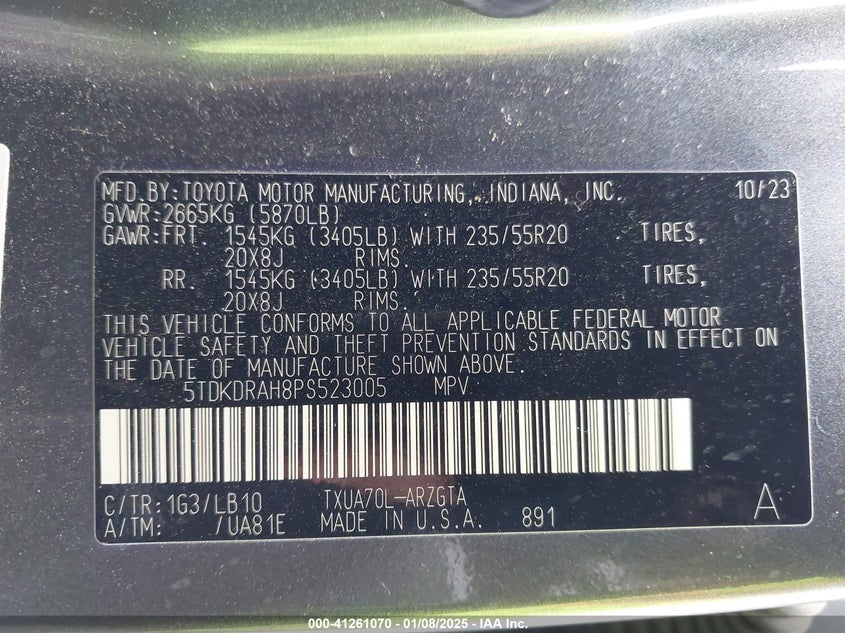 MFD.BY:TOYOTA MOTOR MANUFACTURING, INDIANA, INC. 10/23
GVWR:2665KG (5870LB)
GAWR:FRT. 1545KG (3405LB) WITH 235/55R20 TIRES,
20X8J RIMS.
RR. 1545KG (3405LB) WITH 235/55R20 TIRES,
20X8J RIMS.
THIS VEHICLE CONFORMS TO ALL APPLICABLE FEDERAL MOTOR
VEHICLE SAFETY AND THEFT PREVENTION STANDARDS IN EFFECT ON
THE DATE OF MANUFACTURE SHOWN ABOVE.
5TDKDRAH8PS523005 MPV
C/TR:1G3/LB10 TXUA70L-ARZGTA A
A/TM: /UA81E MADE IN U.S.A. 891
000-41261070 - 01/08/2025 - IAA Inc.